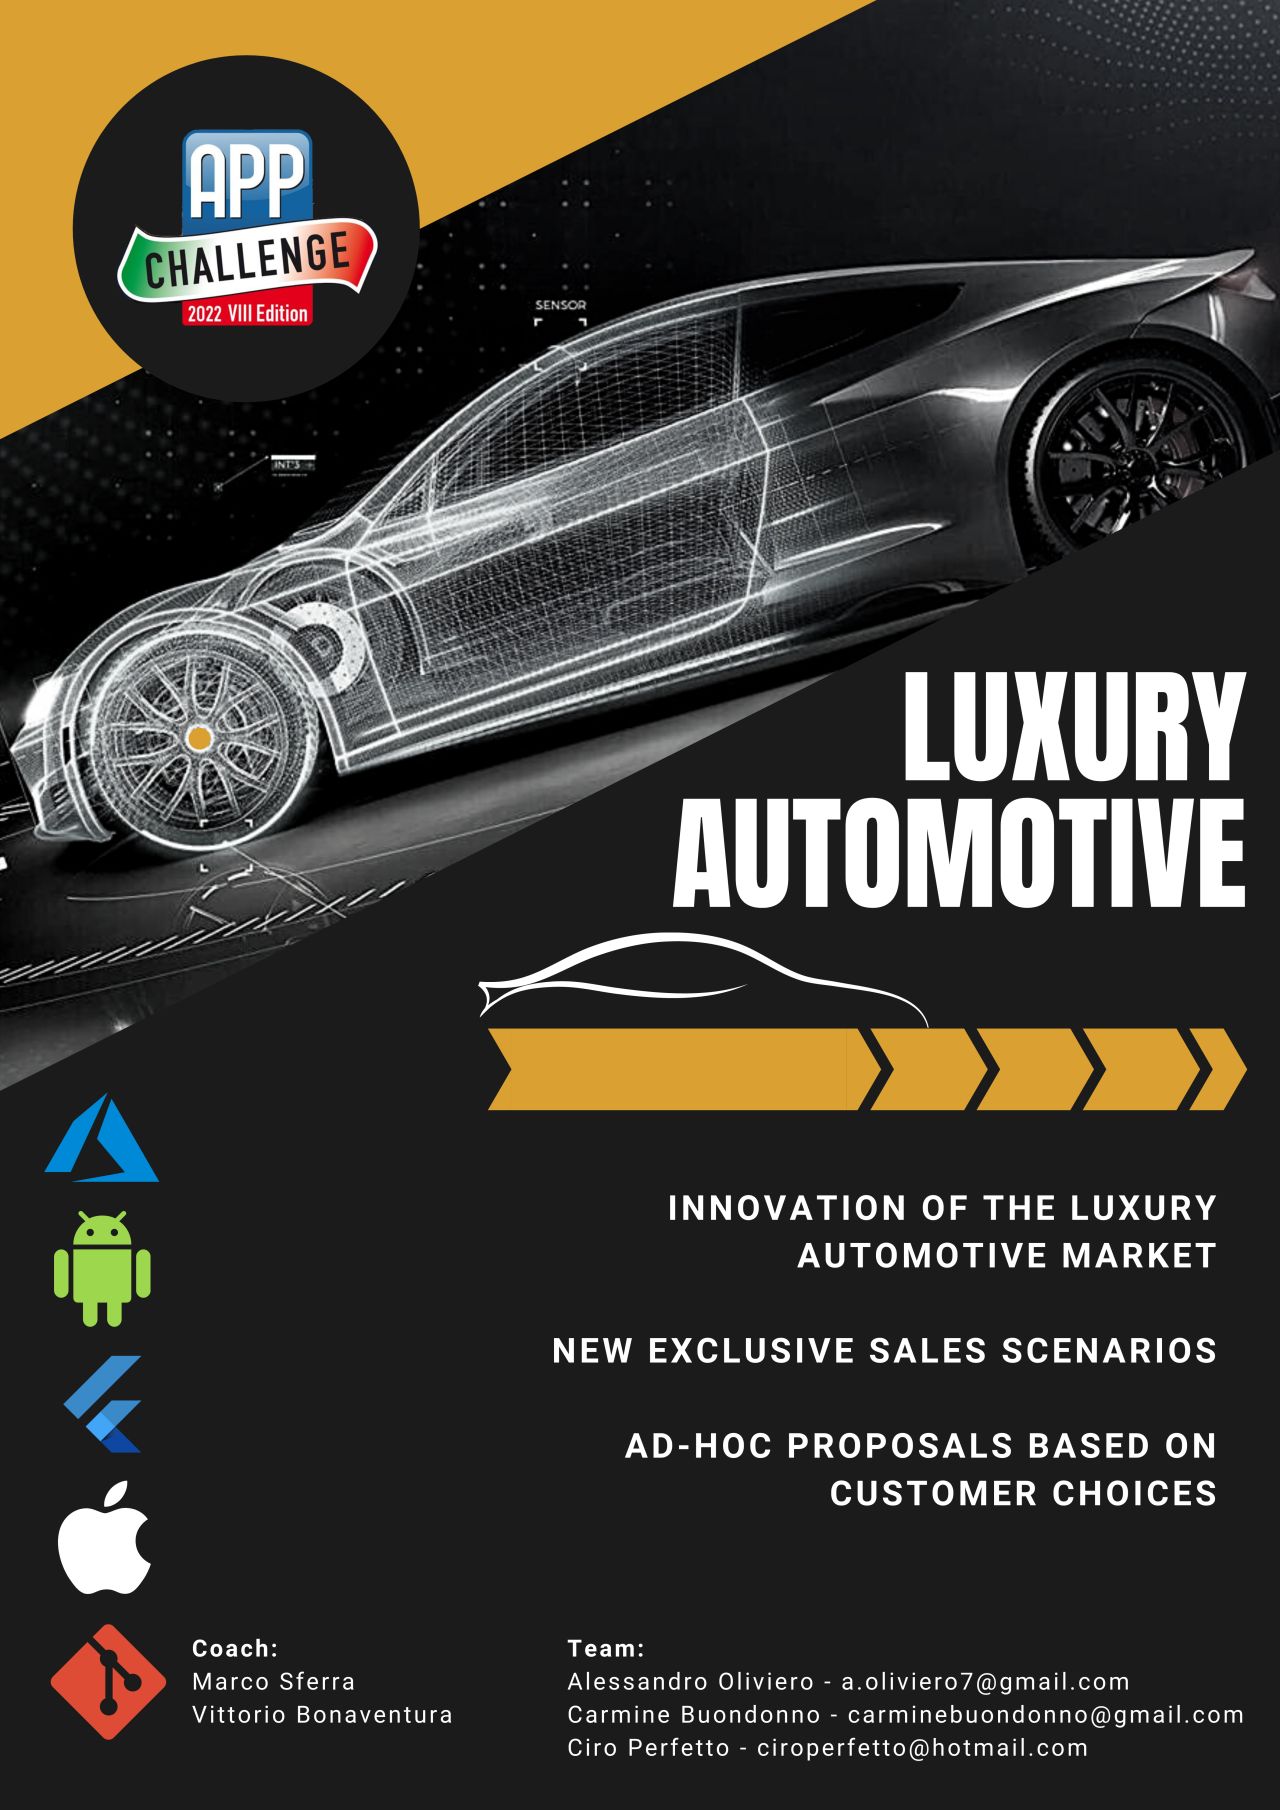 APP
CHALLENGE
2022 VIII Edition
SENSOR
LUXURY
AUTOMOTIVE
INNOVATION OF THE LUXURY
AUTOMOTIVE MARKET
NEW EXCLUSIVE SALES SCENARIOS
AD-HOC PROPOSALS BASED ON
CUSTOMER CHOICES
Coach:
Marco Sferra
Vittorio Bonaventura
Team:
Alessandro Oliviero - a.oliviero7@gmail.com
Carmine Buondonno - carminebuondonno@gmail.com
Ciro Perfetto - ciroperfetto@hotmail.com